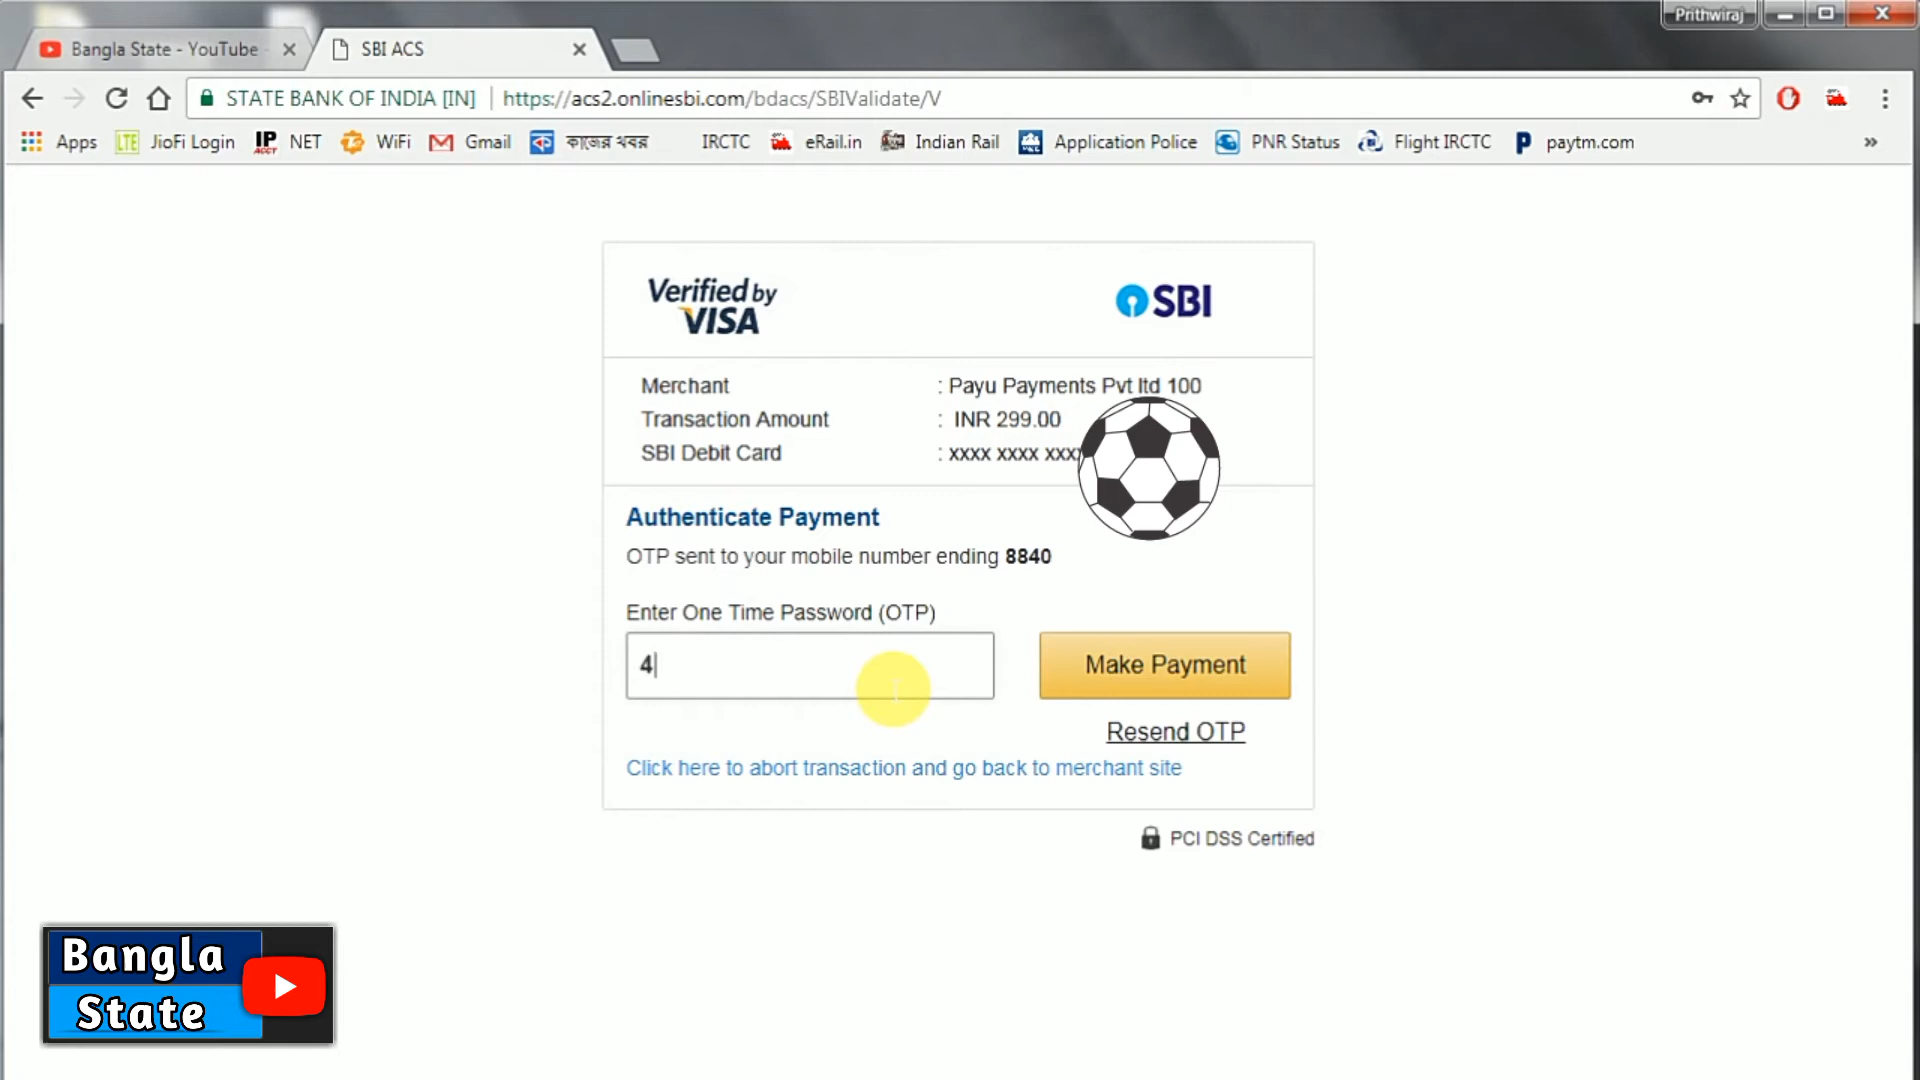 Prithwiraj
Bangla State - YouTube -
SBI ACS
STATE BANK OF INDIA [IN] https://acs2.onlinesbi.com/bdacs/SBIValidate/V
Apps LTE JioFi Login IP ACCT NET WiFi Gmail কাজের খবর IRCTC eRail.in Indian Rail Application Police PNR Status Flight IRCTC P paytm.com »
Verified by
VISA
SBI
Merchant : Payu Payments Pvt ltd 100
Transaction Amount : INR 299.00
SBI Debit Card : xxxx xxxx xxxx
Authenticate Payment
OTP sent to your mobile number ending 8840
Enter One Time Password (OTP)
4
Make Payment
Resend OTP
Click here to abort transaction and go back to merchant site
PCI DSS Certified
Bangla
State